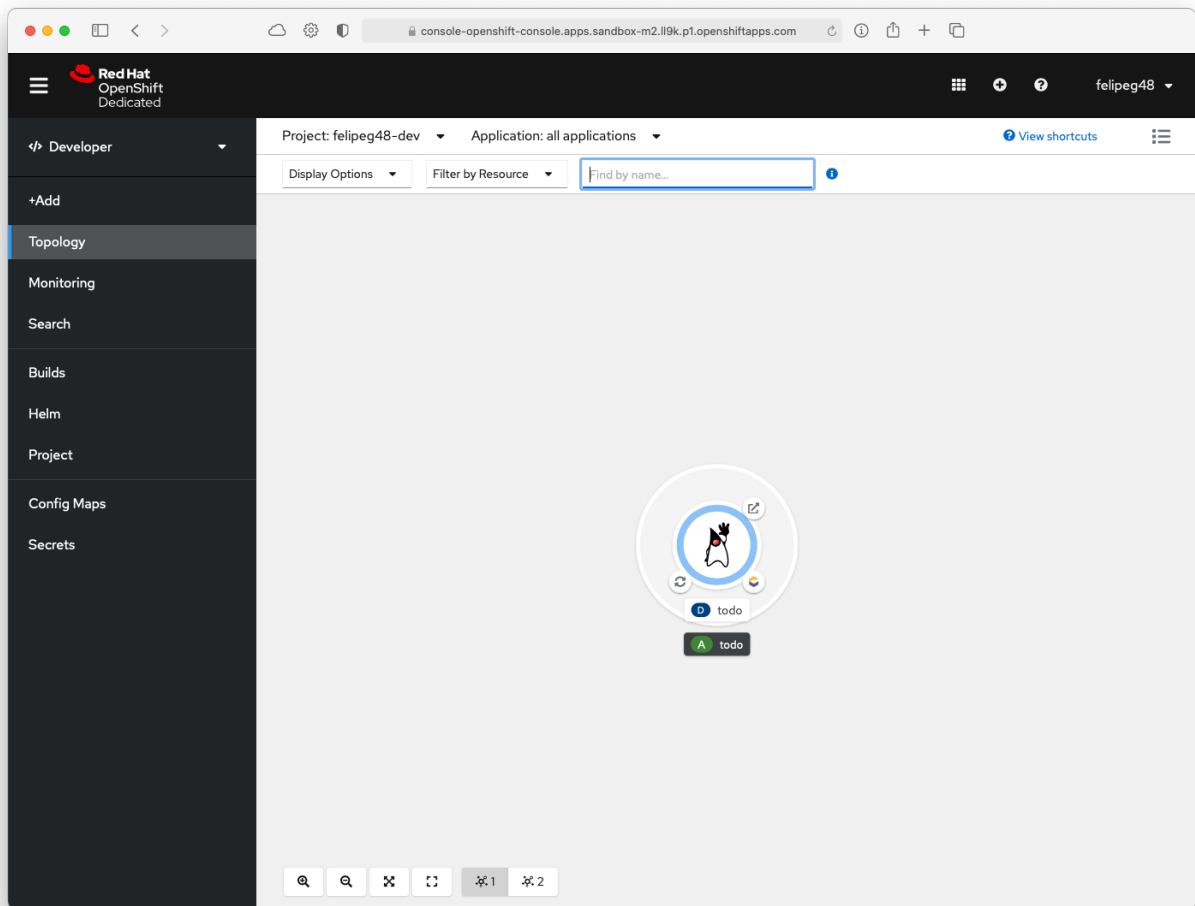 console-openshift-console.apps.sandbox-m2.ll9k.p1.openshiftapps.com
Red Hat
OpenShift
Dedicated
felipeg48
</> Developer
Project: felipeg48-dev
Application: all applications
View shortcuts
Display Options
Filter by Resource
Find by name...
+Add
Topology
Monitoring
Search
Builds
Helm
Project
Config Maps
Secrets
D todo
A todo
1
2